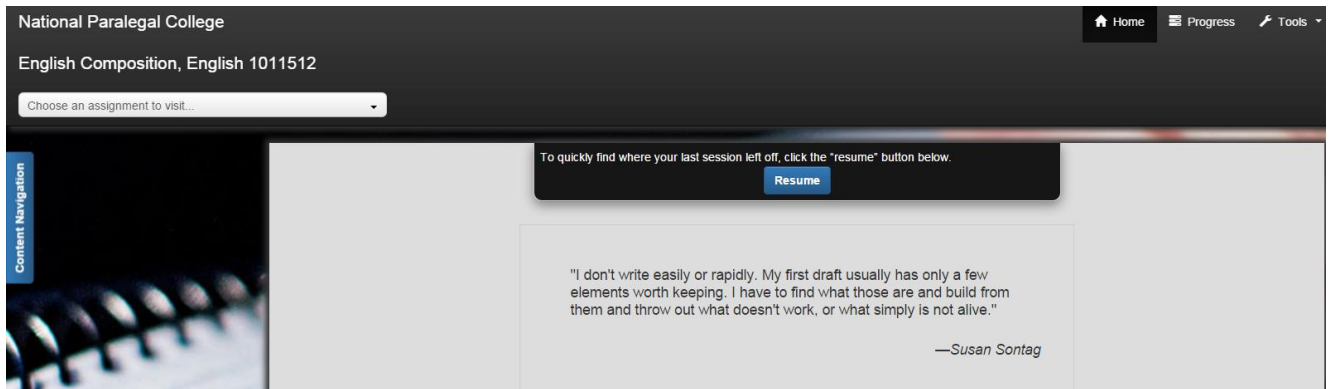 National Paralegal College
Home
Progress
Tools
English Composition, English 1011512
Choose an assignment to visit...
Content Navigation
To quickly find where your last session left off, click the "resume" button below.
Resume
"I don't write easily or rapidly. My first draft usually has only a few
elements worth keeping. I have to find what those are and build from
them and throw out what doesn't work, or what simply is not alive."
—Susan Sontag